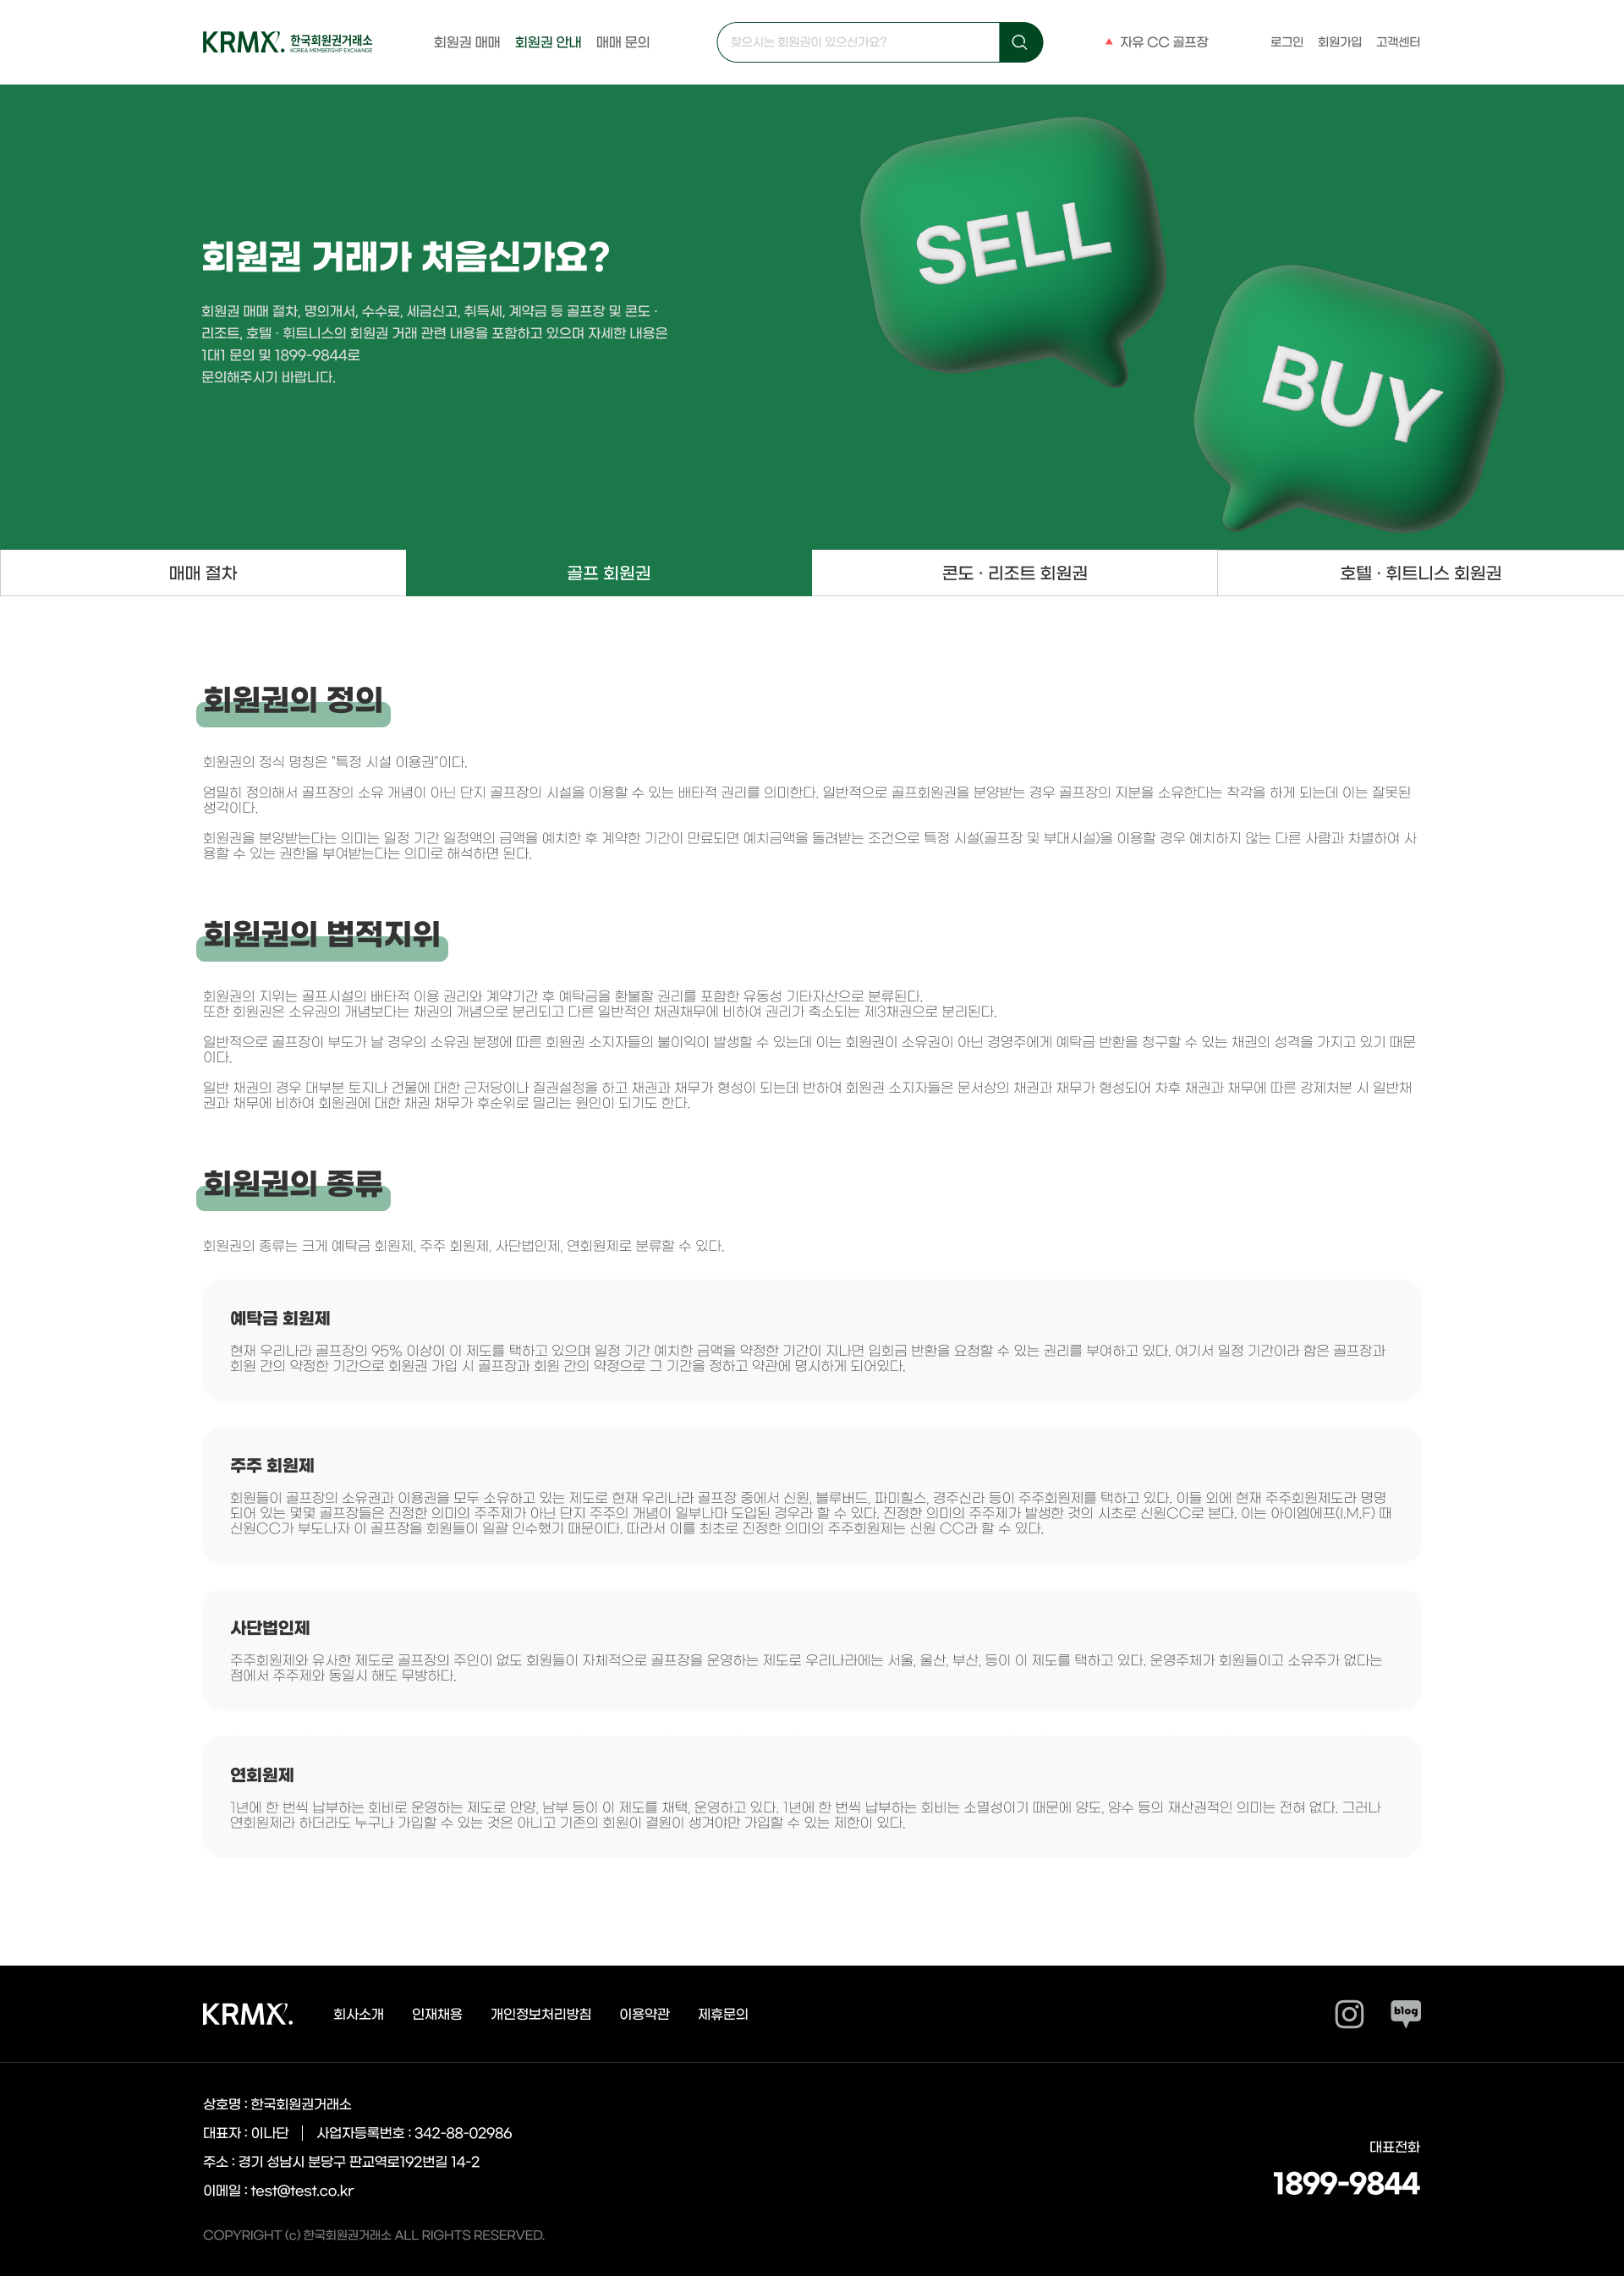 KRMX. 한국회원권거래소
KOREA MEMBERSHIP EXCHANGE
회원권 매매 회원권 안내 매매 문의
찾으시는 회원권이 있으신가요?
자유 CC 골프장
로그인 회원가입 고객센터
회원권 거래가 처음신가요?
회원권 매매 절차, 명의개서, 수수료, 세금신고, 취득세, 계약금 등 골프장 및 콘도 ·
리조트, 호텔 · 휘트니스의 회원권 거래 관련 내용을 포함하고 있으며 자세한 내용은
1대1 문의 및 1899-9844로
문의해주시기 바랍니다.
SELL
BUY
매매 절차
골프 회원권
콘도 · 리조트 회원권
호텔 · 휘트니스 회원권
회원권의 정의
회원권의 정식 명칭은 "특정 시설 이용권"이다.
엄밀히 정의해서 골프장의 소유 개념이 아닌 단지 골프장의 시설을 이용할 수 있는 배타적 권리를 의미한다. 일반적으로 골프회원권을 분양받는 경우 골프장의 지분을 소유한다는 착각을 하게 되는데 이는 잘못된
생각이다.
회원권을 분양받는다는 의미는 일정 기간 일정액의 금액을 예치한 후 계약한 기간이 만료되면 예치금액을 돌려받는 조건으로 특정 시설(골프장 및 부대시설)을 이용할 경우 예치하지 않는 다른 사람과 차별하여 사
용할 수 있는 권한을 부여받는다는 의미로 해석하면 된다.
회원권의 법적지위
회원권의 지위는 골프시설의 배타적 이용 권리와 계약기간 후 예탁금을 환불할 권리를 포함한 유동성 기타자산으로 분류된다.
또한 회원권은 소유권의 개념보다는 채권의 개념으로 분리되고 다른 일반적인 채권채무에 비하여 권리가 축소되는 제3채권으로 분리된다.
일반적으로 골프장이 부도가 날 경우의 소유권 분쟁에 따른 회원권 소지자들의 불이익이 발생할 수 있는데 이는 회원권이 소유권이 아닌 경영주에게 예탁금 반환을 청구할 수 있는 채권의 성격을 가지고 있기 때문
이다.
일반 채권의 경우 대부분 토지나 건물에 대한 근저당이나 질권설정을 하고 채권과 채무가 형성이 되는데 반하여 회원권 소지자들은 문서상의 채권과 채무가 형성되어 차후 채권과 채무에 따른 강제처분 시 일반채
권과 채무에 비하여 회원권에 대한 채권 채무가 후순위로 밀리는 원인이 되기도 한다.
회원권의 종류
회원권의 종류는 크게 예탁금 회원제, 주주 회원제, 사단법인제, 연회원제로 분류할 수 있다.
예탁금 회원제
현재 우리나라 골프장의 95% 이상이 이 제도를 택하고 있으며 일정 기간 예치한 금액을 약정한 기간이 지나면 입회금 반환을 요청할 수 있는 권리를 부여하고 있다. 여기서 일정 기간이라 함은 골프장과
회원 간의 약정한 기간으로 회원권 가입 시 골프장과 회원 간의 약정으로 그 기간을 정하고 약관에 명시하게 되어있다.
주주 회원제
회원들이 골프장의 소유권과 이용권을 모두 소유하고 있는 제도로 현재 우리나라 골프장 중에서 신원, 블루버드, 파미힐스, 경주신라 등이 주주회원제를 택하고 있다. 이들 외에 현재 주주회원제도라 명명
되어 있는 몇몇 골프장들은 진정한 의미의 주주제가 아닌 단지 주주의 개념이 일부나마 도입된 경우라 할 수 있다. 진정한 의미의 주주제가 발생한 것의 시초로 신원CC로 본다. 이는 아이엠에프(I.M.F) 때
신원CC가 부도나자 이 골프장을 회원들이 일괄 인수했기 때문이다. 따라서 이를 최초로 진정한 의미의 주주회원제는 신원 CC라 할 수 있다.
사단법인제
주주회원제와 유사한 제도로 골프장의 주인이 없도 회원들이 자체적으로 골프장을 운영하는 제도로 우리나라에는 서울, 울산, 부산, 등이 이 제도를 택하고 있다. 운영주체가 회원들이고 소유주가 없다는
점에서 주주제와 동일시 해도 무방하다.
연회원제
1년에 한 번씩 납부하는 회비로 운영하는 제도로 안양, 남부 등이 이 제도를 채택, 운영하고 있다. 1년에 한 번씩 납부하는 회비는 소멸성이기 때문에 양도, 양수 등의 재산권적인 의미는 전혀 없다. 그러나
연회원제라 하더라도 누구나 가입할 수 있는 것은 아니고 기존의 회원이 결원이 생겨야만 가입할 수 있는 제한이 있다.
KRMX. 회사소개 인재채용 개인정보처리방침 이용약관 제휴문의
blog
상호명 : 한국회원권거래소
대표자 : 이나단 | 사업자등록번호 : 342-88-02986
주소 : 경기 성남시 분당구 판교역로192번길 14-2
이메일 : test@test.co.kr
대표전화
1899-9844
COPYRIGHT (c) 한국회원권거래소 ALL RIGHTS RESERVED.